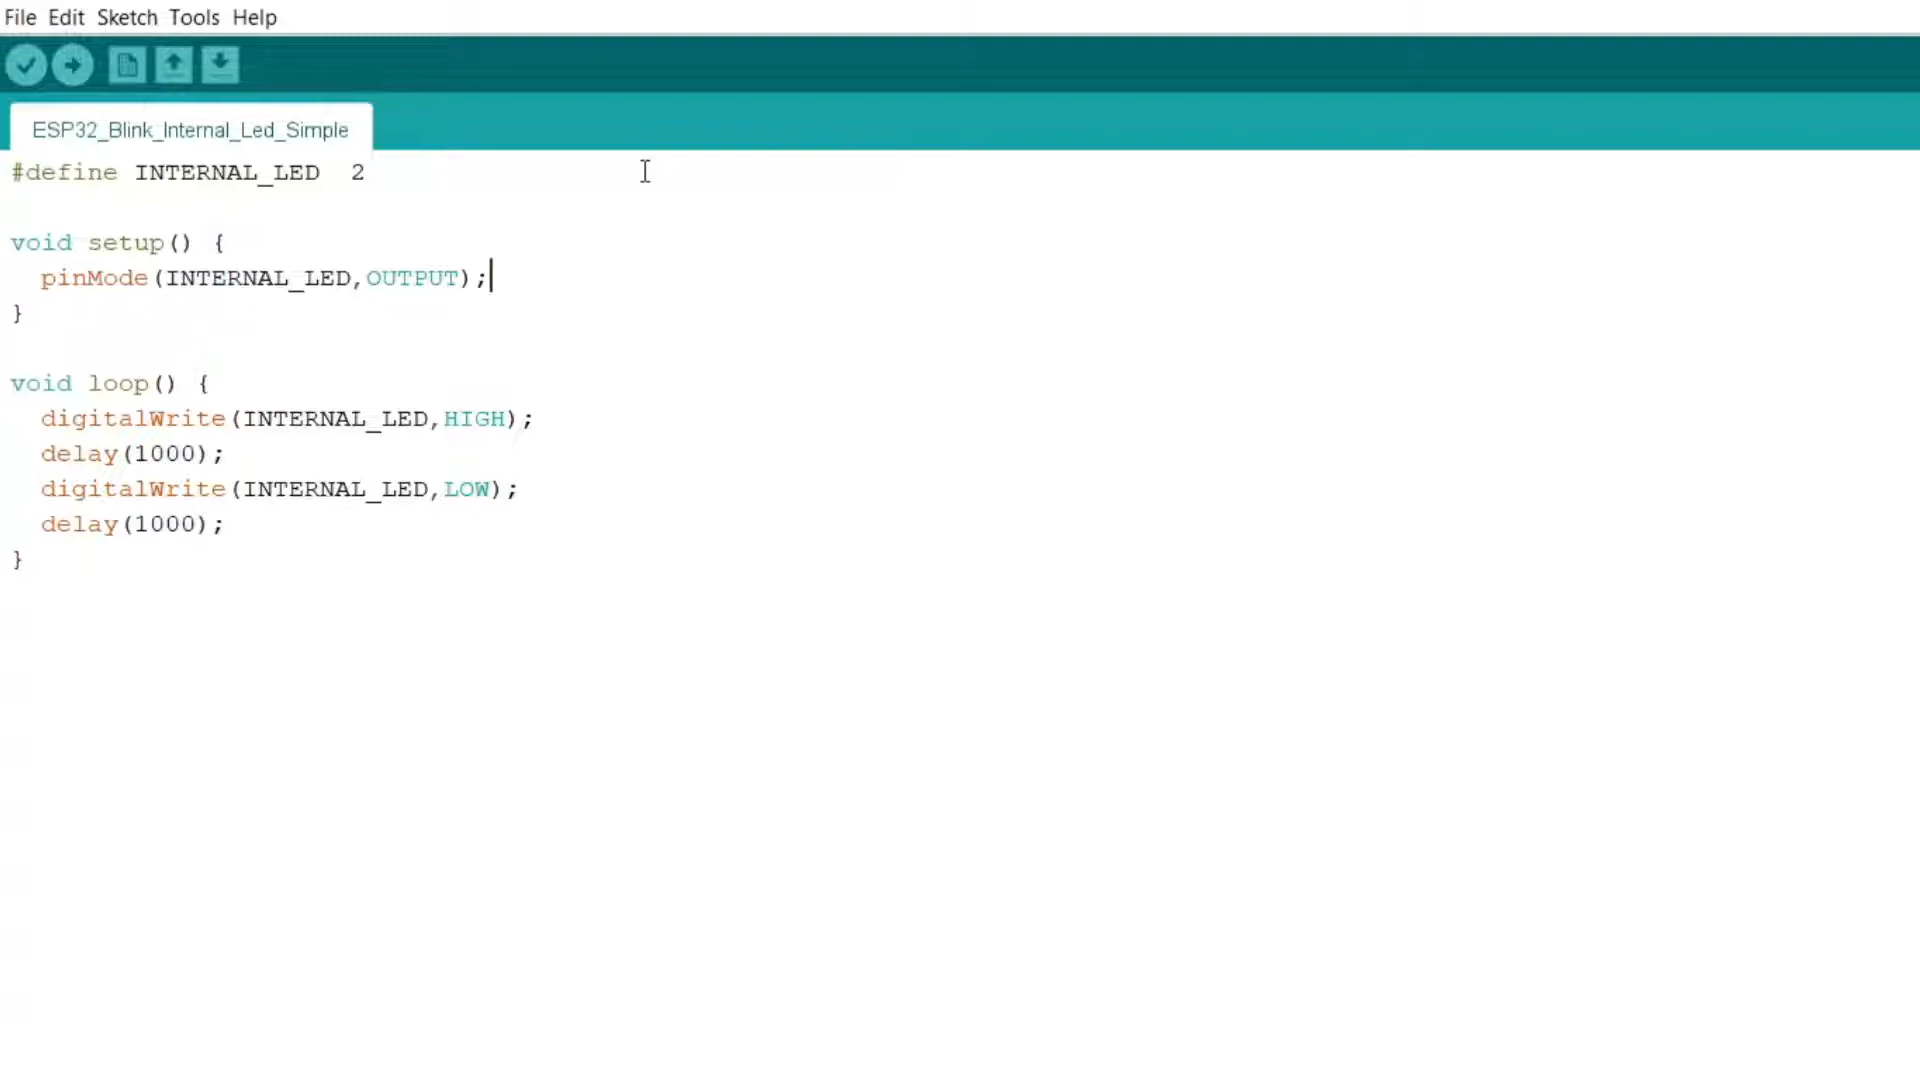 File Edit Sketch Tools Help
ESP32_Blink_Internal_Led_Simple
#define INTERNAL_LED  2
void setup() {
  pinMode(INTERNAL_LED,OUTPUT);
}
void loop() {
  digitalWrite(INTERNAL_LED,HIGH);
  delay(1000);
  digitalWrite(INTERNAL_LED,LOW);
  delay(1000);
}